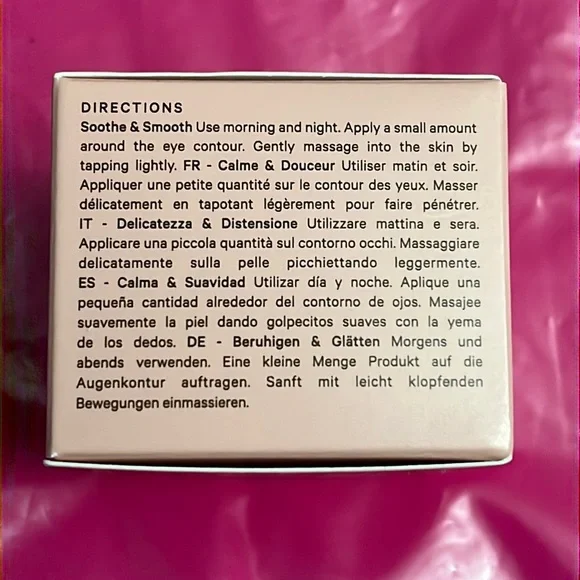 DIRECTIONS
Soothe & Smooth Use morning and night. Apply a small amount
around the eye contour. Gently massage into the skin by
tapping lightly. FR - Calme & Douceur Utiliser matin et soir.
Appliquer une petite quantité sur le contour des yeux. Masser
délicatement en tapotant légèrement pour faire pénétrer.
IT - Delicatezza & Distensione Utilizzare mattina e sera.
Applicare una piccola quantità sul contorno occhi. Massaggiare
delicatamente sulla pelle picchiettando leggermente.
ES - Calma & Suavidad Utilizar día y noche. Aplique una
pequeña cantidad alrededor del contorno de ojos. Masajee
suavemente la piel dando golpecitos suaves con la yema
de los dedos. DE - Beruhigen & Glätten Morgens und
abends verwenden. Eine kleine Menge Produkt auf die
Augenkontur auftragen. Sanft mit leicht klopfenden
Bewegungen einmassieren.